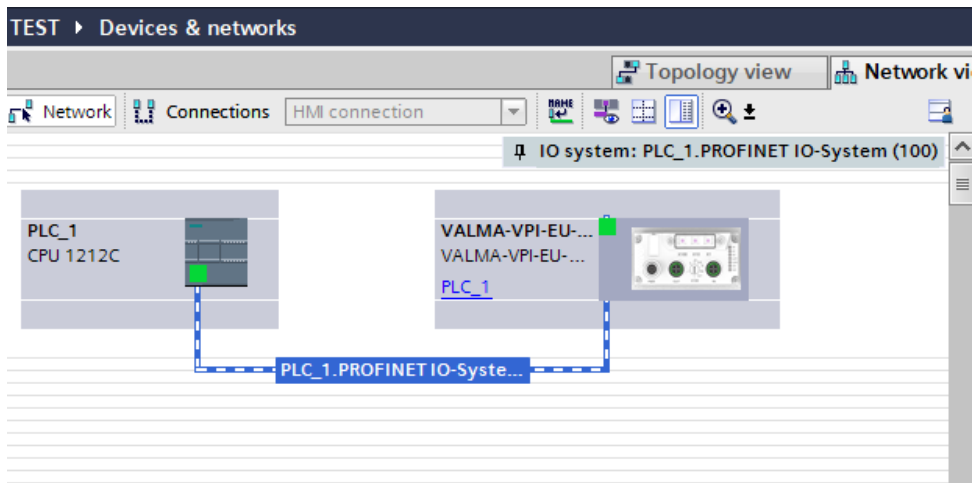 TEST ▸ Devices & networks
Topology view
Network vi
Network
Connections
HMI connection
NAME
IO system: PLC_1.PROFINET IO-System (100)
PLC_1
CPU 1212C
VALMA-VPI-EU-...
VALMA-VPI-EU-...
PLC_1
PLC_1.PROFINET IO-Syste...